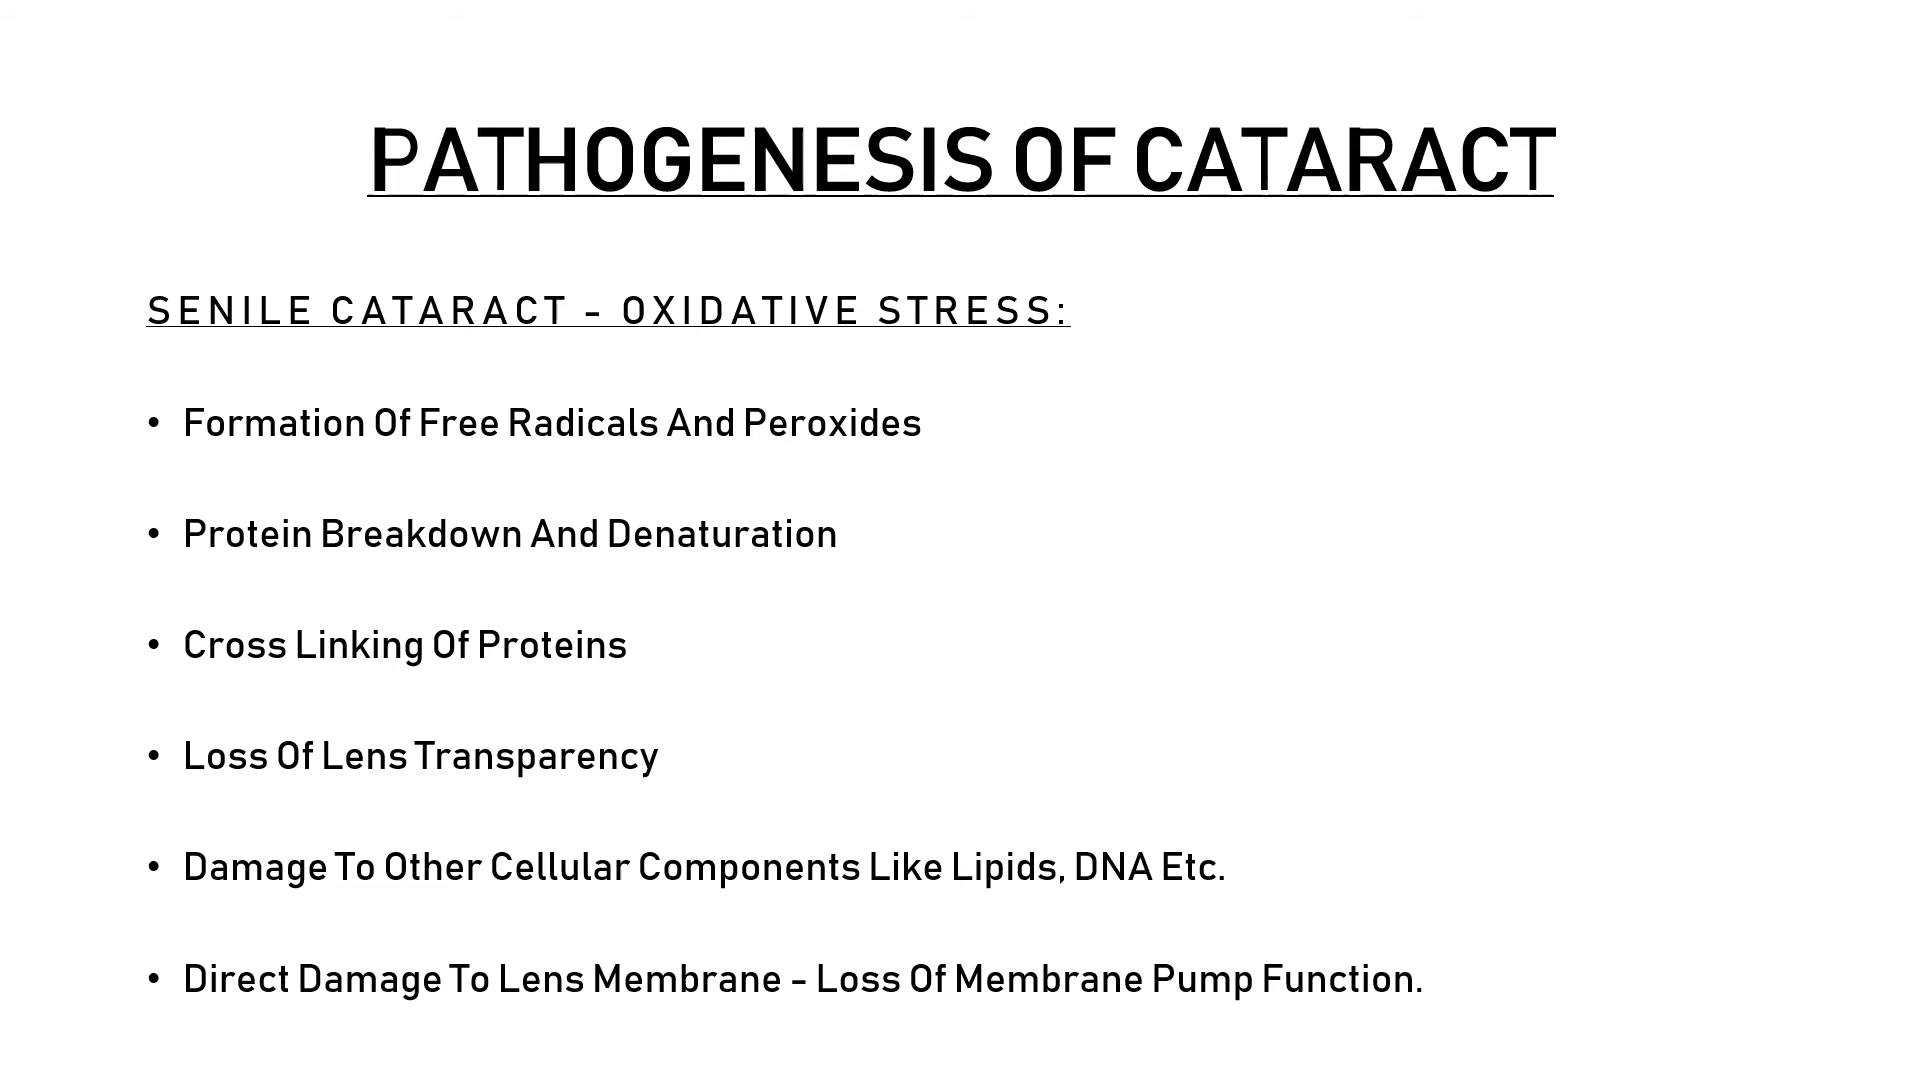 PATHOGENESIS OF CATARACT
SENILE CATARACT - OXIDATIVE STRESS:
• Formation Of Free Radicals And Peroxides
• Protein Breakdown And Denaturation
• Cross Linking Of Proteins
• Loss Of Lens Transparency
• Damage To Other Cellular Components Like Lipids, DNA Etc.
• Direct Damage To Lens Membrane - Loss Of Membrane Pump Function.